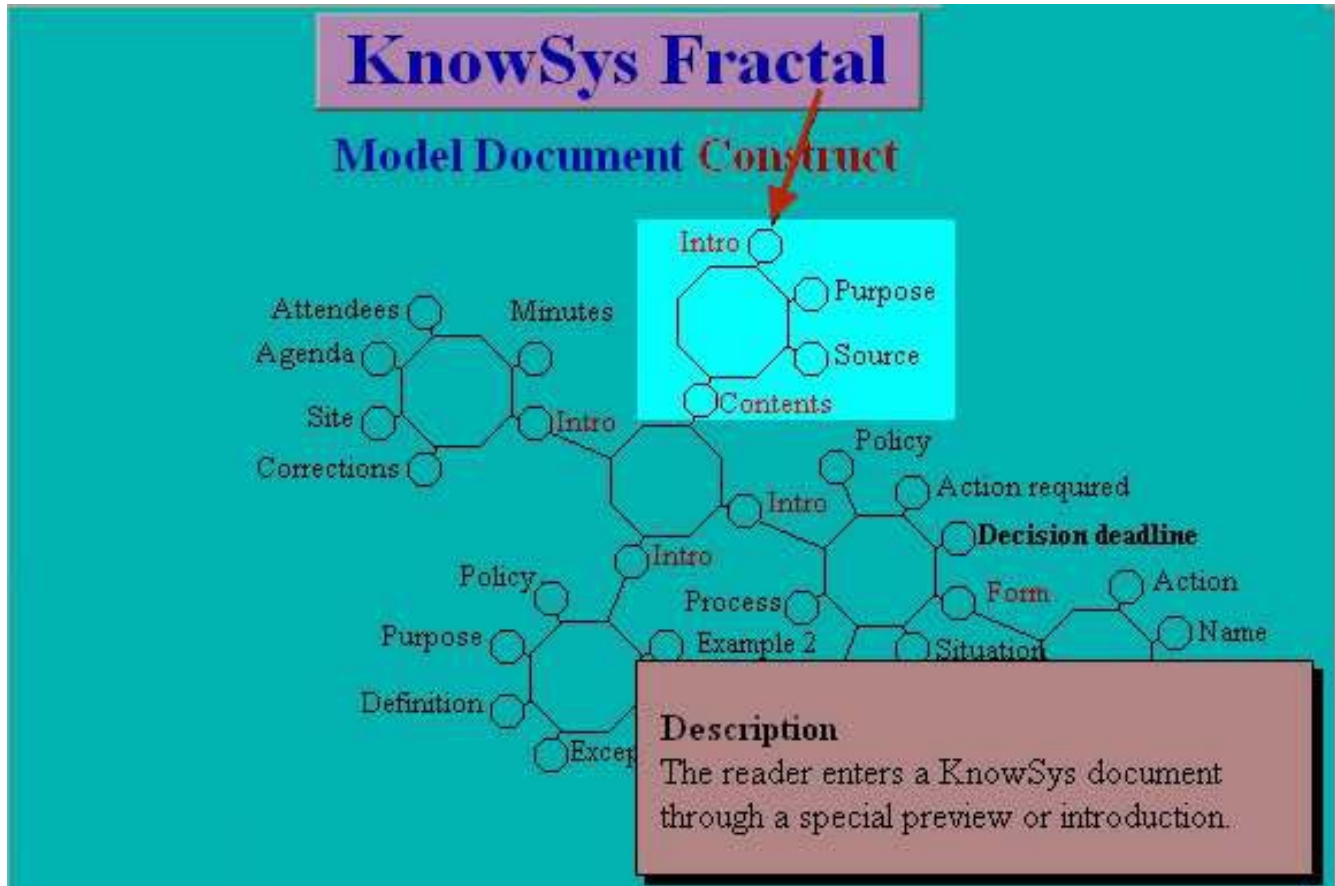 KnowSys Fractal
Model Document Construct
Intro
Purpose
Source
Contents
Attendees
Minutes
Agenda
Site
Intro
Corrections
Policy
Action required
Intro
Decision deadline
Intro
Policy
Process
Form
Action
Purpose
Example 2
Situation
Name
Definition
Excep
Description
The reader enters a KnowSys document
through a special preview or introduction.